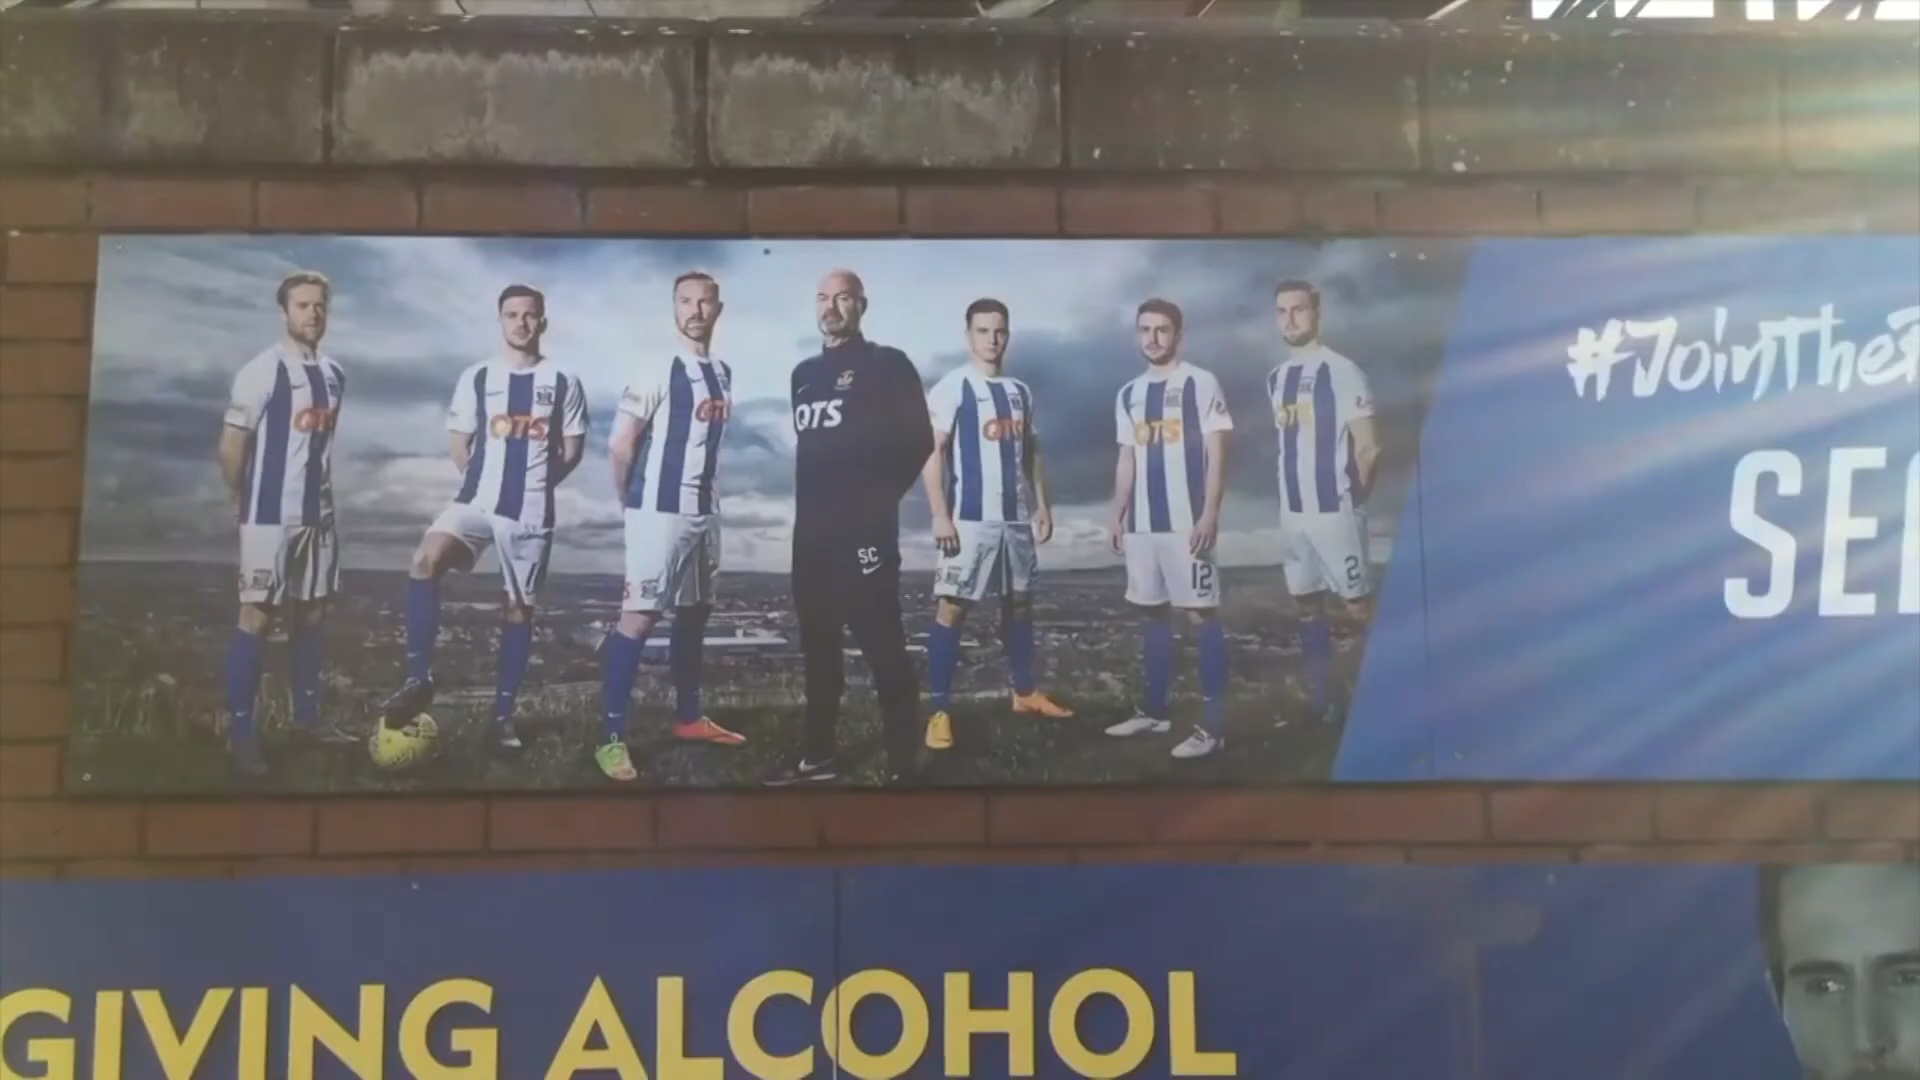 #JoinThe
SE
QTS
QTS
QTS
QTS
QTS
QTS
QTS
SC
12
2
GIVING ALCOHOL